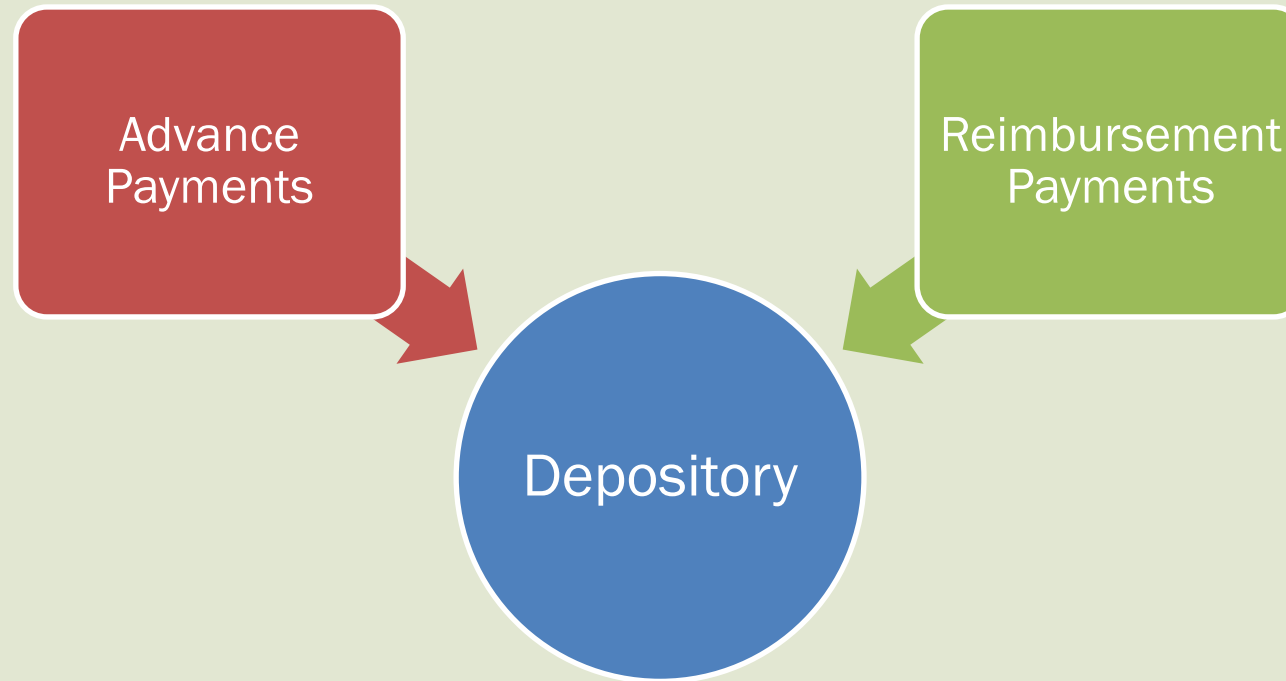 Advance
Payments
Reimbursement
Payments
Depository